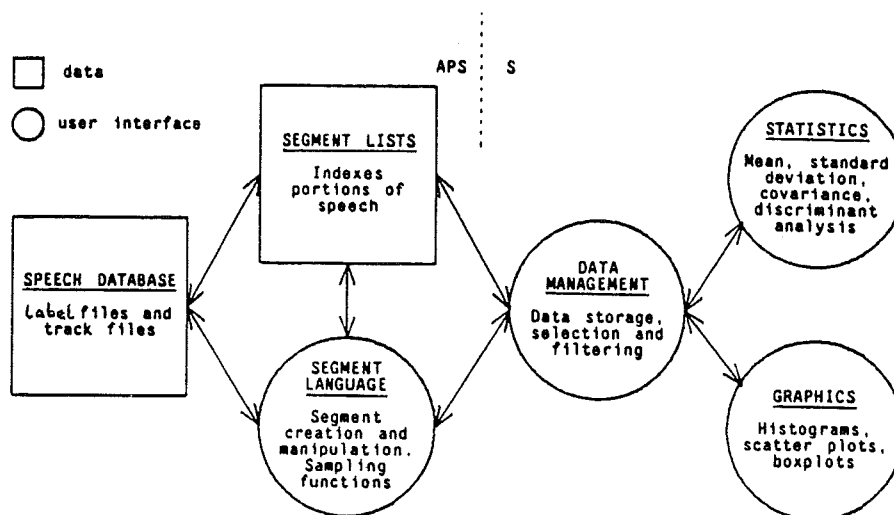 APS S
data
user interface
SEGMENT LISTS
Indexes
portions of
speech
STATISTICS
Mean, standard
deviation,
covariance,
discriminant
analysis
SPEECH DATABASE
Label files and
track files
DATA
MANAGEMENT
Data storage,
selection and
filtering
SEGMENT
LANGUAGE
Segment
creation and
manipulation.
Sampling
functions
GRAPHICS
Histograms,
scatter plots,
boxplots